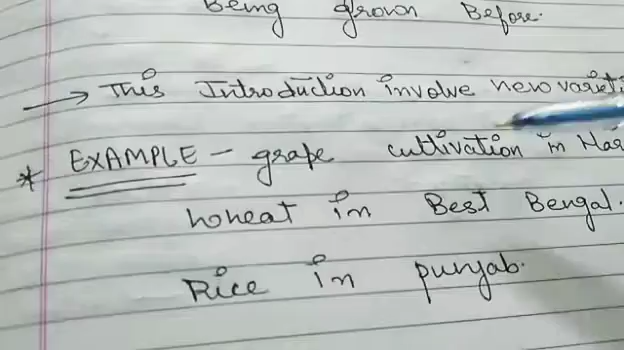 Being grown Before.
→ This Introduction involve new variet
* EXAMPLE - grape cultivation in Har
wheat in Best Bengal.
Rice in punjab.